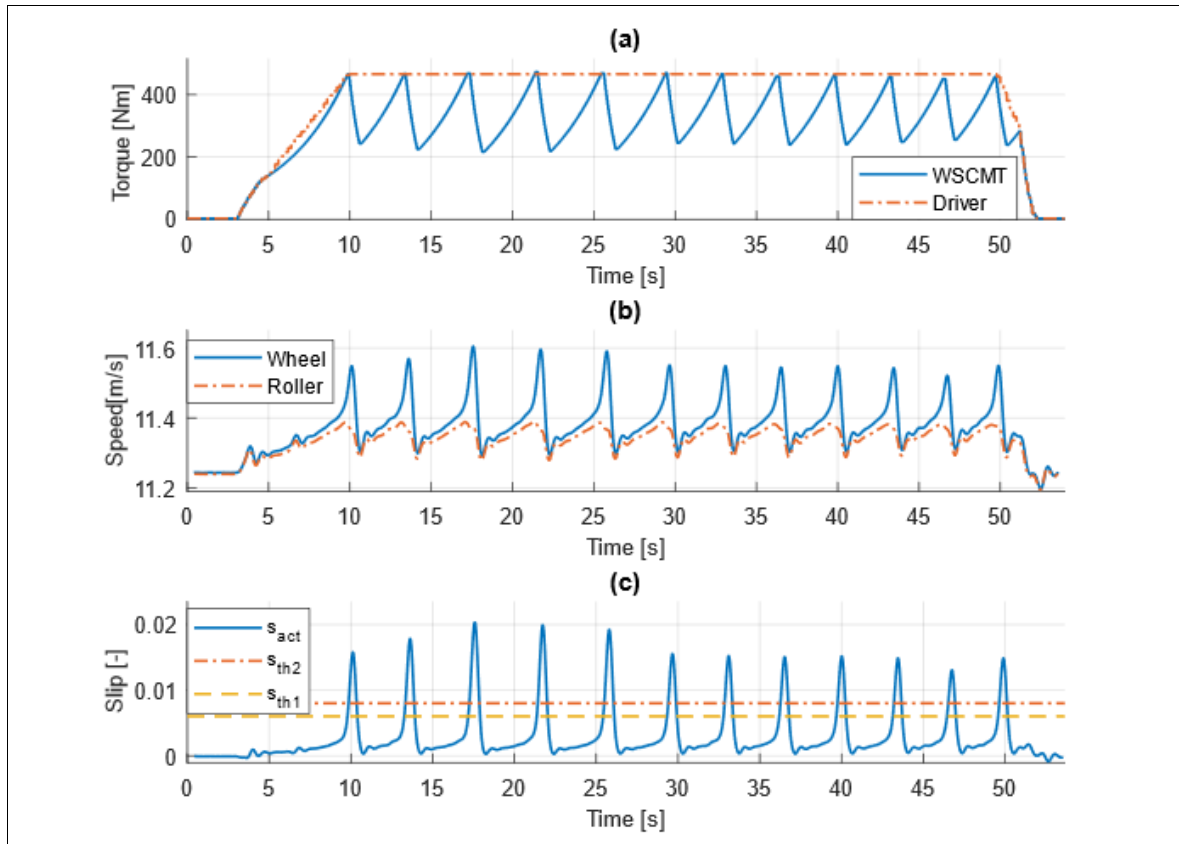 (a)
Torque [Nm]
400
200
0
WSCMT
Driver
0 5 10 15 20 25 30 35 40 45 50
Time [s]
(b)
Speed[m/s]
11.6
11.4
11.2
Wheel
Roller
0 5 10 15 20 25 30 35 40 45 50
Time [s]
(c)
Slip [-]
0.02
0.01
0
s_act
s_th2
s_th1
0 5 10 15 20 25 30 35 40 45 50
Time [s]